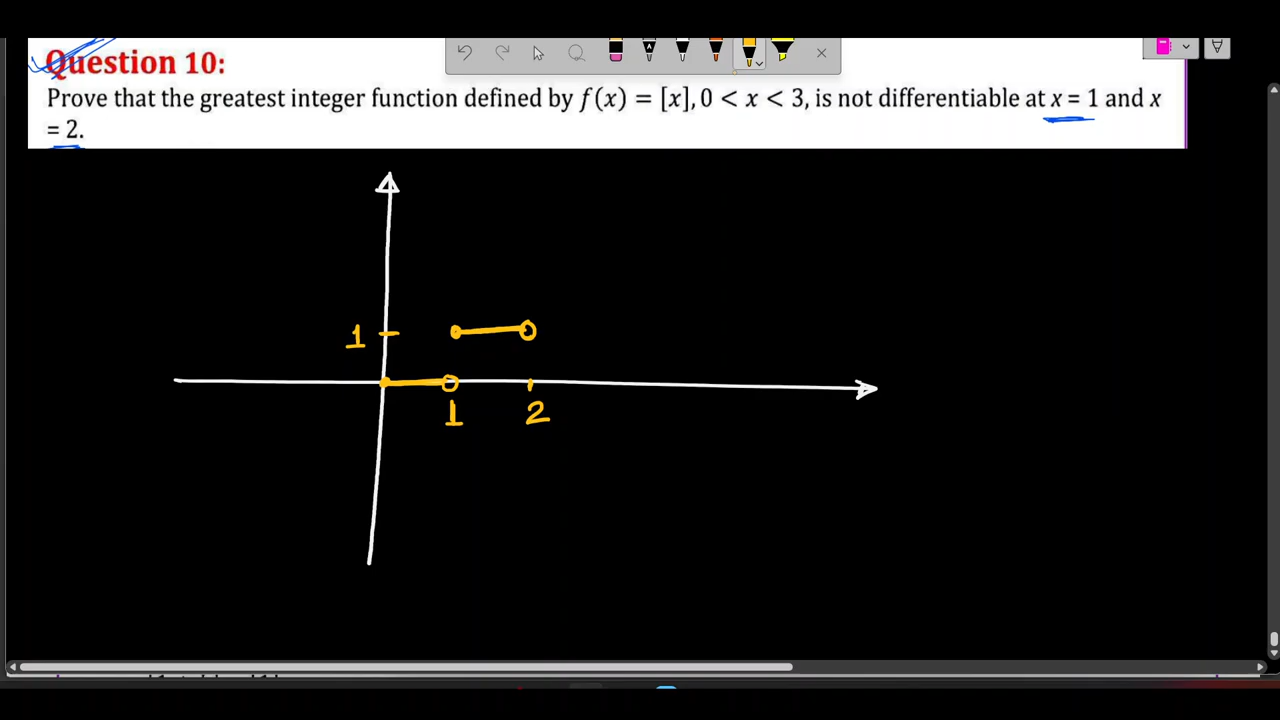 Question 10:
Prove that the greatest integer function defined by f(x) = [x], 0 < x < 3, is not differentiable at x = 1 and x
= 2.
1
1 2